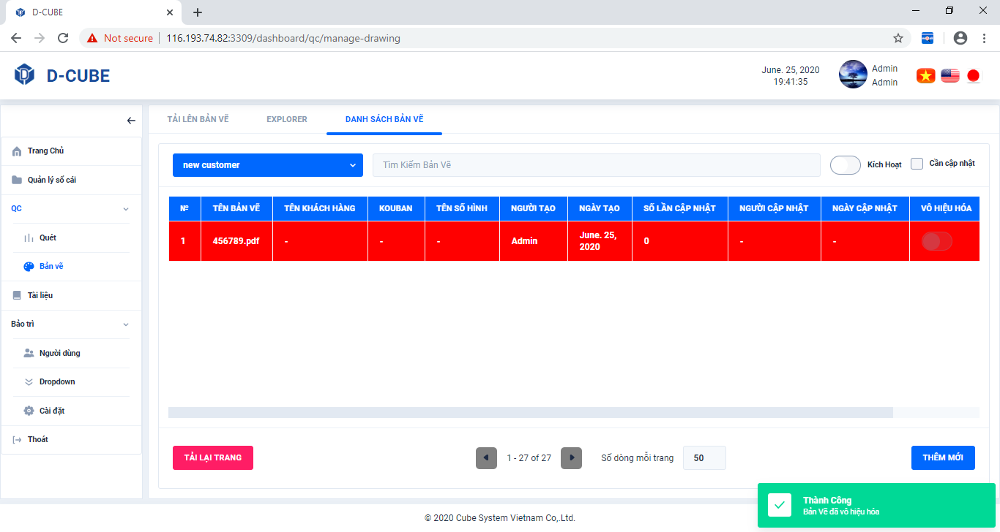 D-CUBE
Not secure
116.193.74.82:3309/dashboard/qc/manage-drawing
D-CUBE
June. 25, 2020
19:41:35
Admin
Admin
Trang Chủ
Quản lý sổ cái
QC
Quét
Bản vẽ
Tài liệu
Bảo trì
Người dùng
Dropdown
Cài đặt
Thoát
TẢI LÊN BẢN VẼ
EXPLORER
DANH SÁCH BẢN VẼ
new customer
Tìm Kiếm Bản Vẽ
Kích Hoạt
Cần cập nhật
№ TÊN BẢN VẼ TÊN KHÁCH HÀNG KOUBAN TÊN SỐ HÌNH NGƯỜI TẠO NGÀY TẠO SỐ LẦN CẬP NHẬT NGƯỜI CẬP NHẬT NGÀY CẬP NHẬT VÔ HIỆU HÓA
1 456789.pdf - - - Admin June. 25, 2020 0 - -
TẢI LẠI TRANG
1 - 27 of 27
Số dòng mỗi trang
50
THÊM MỚI
Thành Công
Bản Vẽ đã vô hiệu hóa
© 2020 Cube System Vietnam Co,.Ltd.